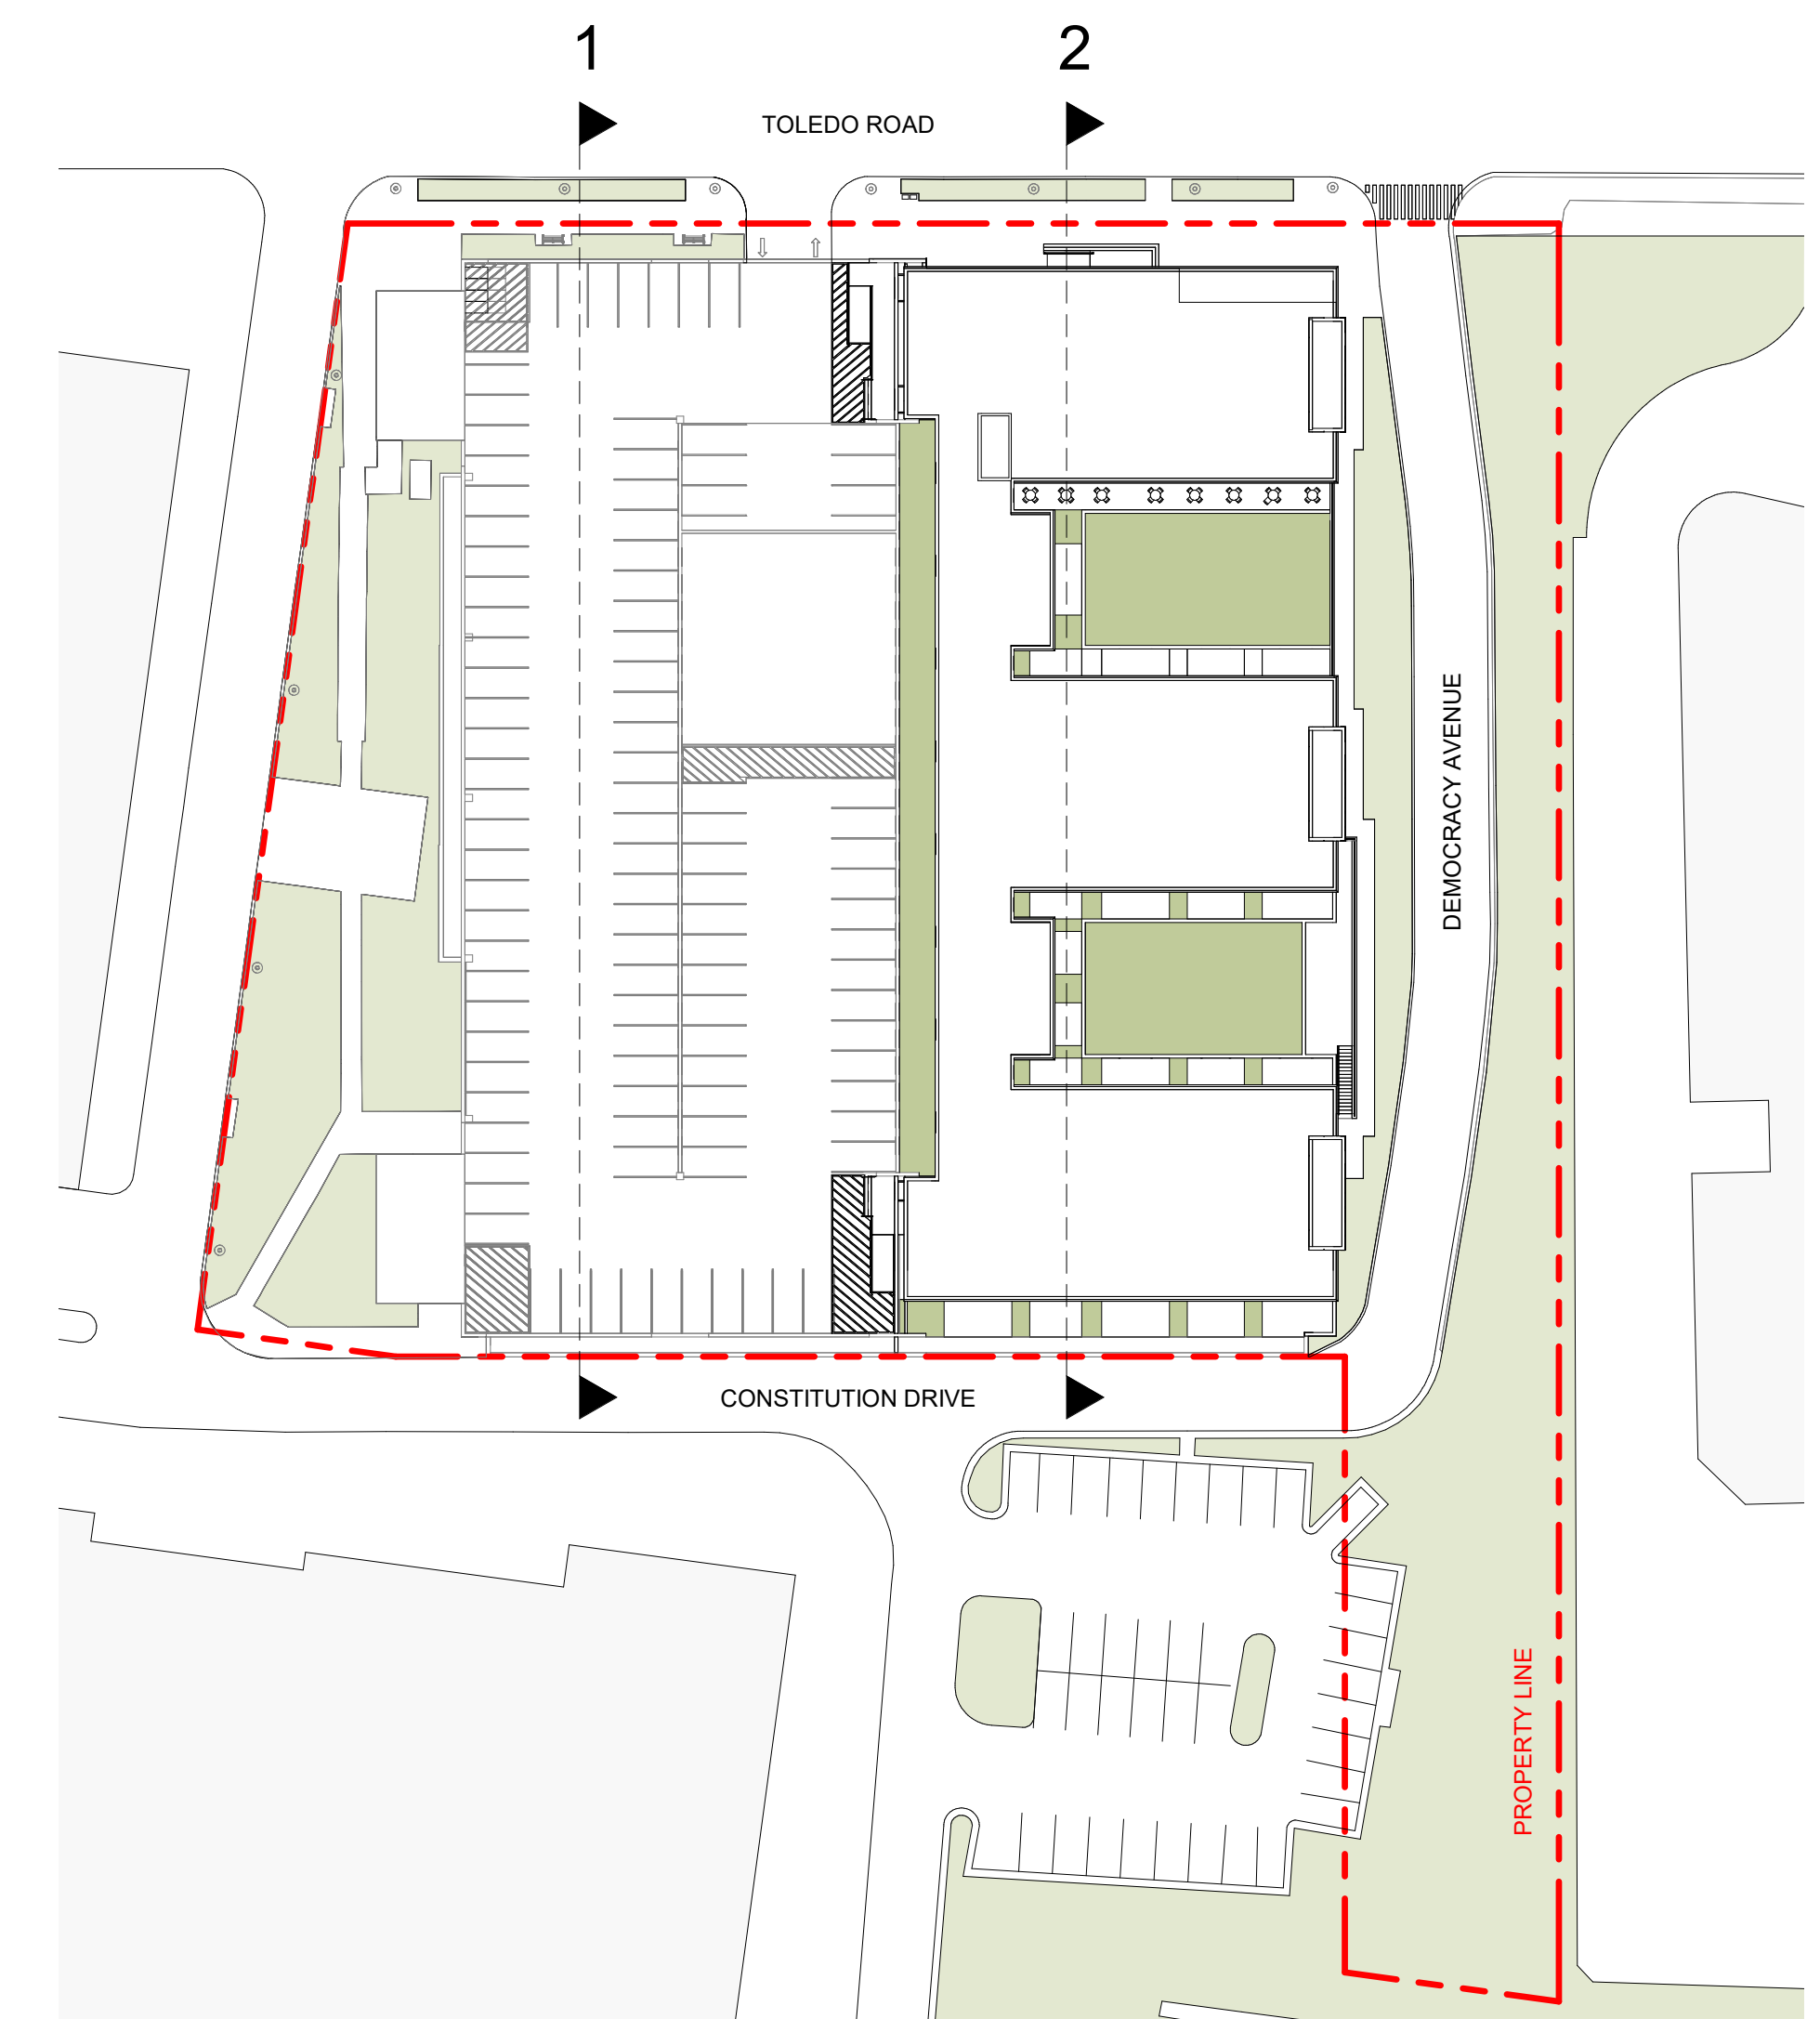 1
2
TOLEDO ROAD
DEMOCRACY AVENUE
CONSTITUTION DRIVE
PROPERTY LINE